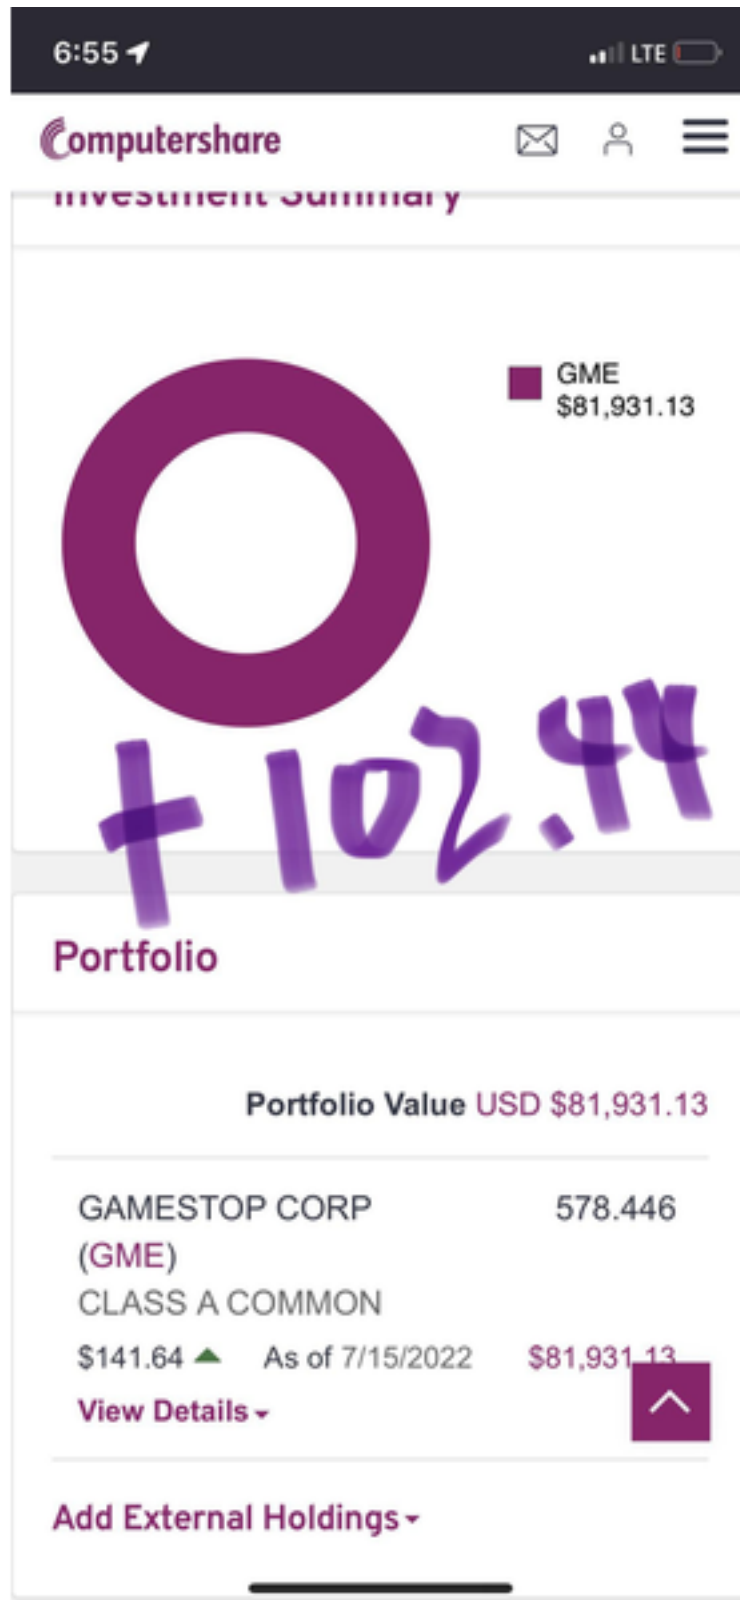 6:55
LTE
Computershare
Investment Summary
GME
$81,931.13
+102.44
Portfolio
Portfolio Value USD $81,931.13
GAMESTOP CORP 578.446
(GME)
CLASS A COMMON
$141.64 As of 7/15/2022 $81,931.13
View Details
Add External Holdings